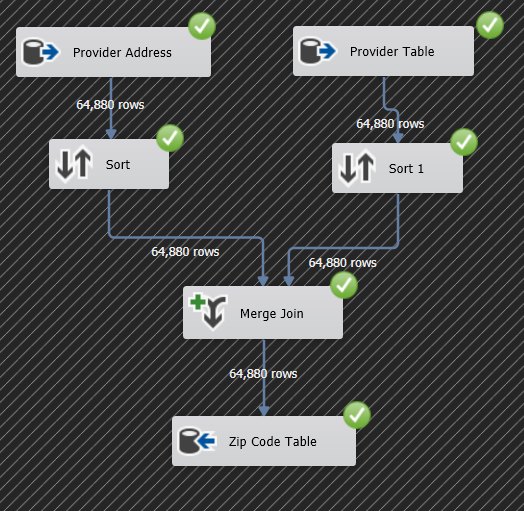 Provider Address
Provider Table
64,880 rows
64,880 rows
Sort
Sort 1
64,880 rows
64,880 rows
Merge Join
64,880 rows
Zip Code Table